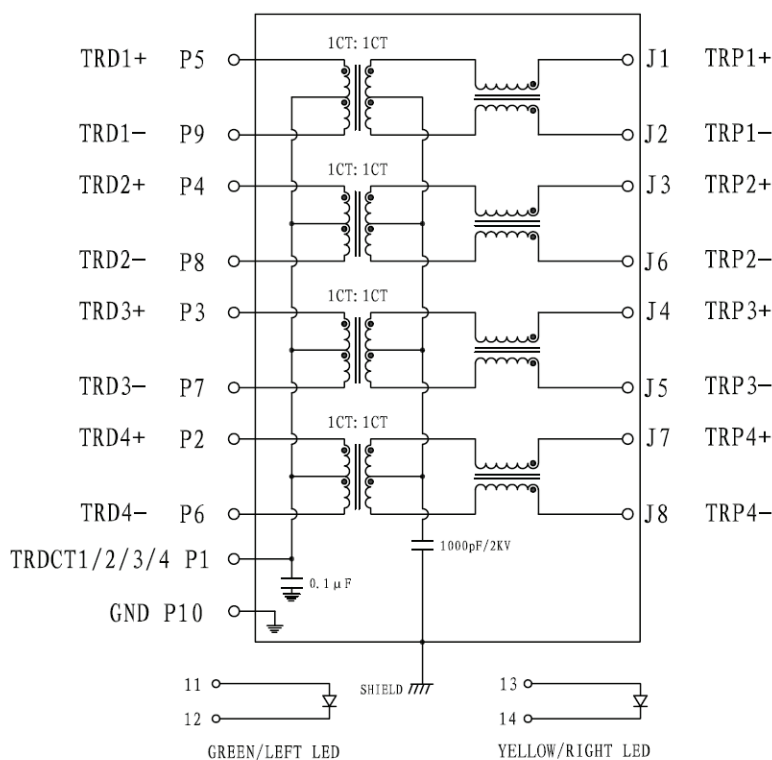 1CT: 1CT
TRD1+ P5 J1 TRP1+
TRD1- P9 J2 TRP1-
1CT: 1CT
TRD2+ P4 J3 TRP2+
TRD2- P8 J6 TRP2-
1CT: 1CT
TRD3+ P3 J4 TRP3+
TRD3- P7 J5 TRP3-
1CT: 1CT
TRD4+ P2 J7 TRP4+
TRD4- P6 J8 TRP4-
1000pF/2KV
TRDCT1/2/3/4 P1
0.1μF
GND P10
SHIELD
11
12
GREEN/LEFT LED
13
14
YELLOW/RIGHT LED